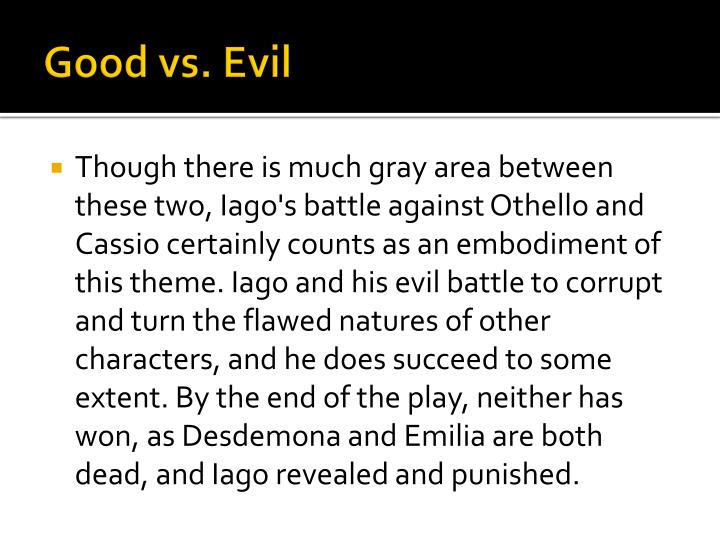 Good vs. Evil
Though there is much gray area between
these two, Iago's battle against Othello and
Cassio certainly counts as an embodiment of
this theme. Iago and his evil battle to corrupt
and turn the flawed natures of other
characters, and he does succeed to some
extent. By the end of the play, neither has
won, as Desdemona and Emilia are both
dead, and Iago revealed and punished.